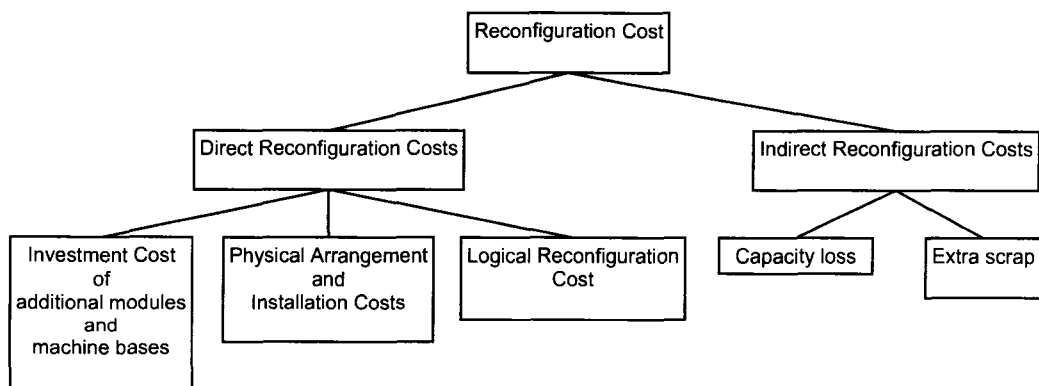 Reconfiguration Cost
Direct Reconfiguration Costs
Indirect Reconfiguration Costs
Investment Cost
of
additional modules
and
machine bases
Physical Arrangement
and
Installation Costs
Logical Reconfiguration
Cost
Capacity loss
Extra scrap